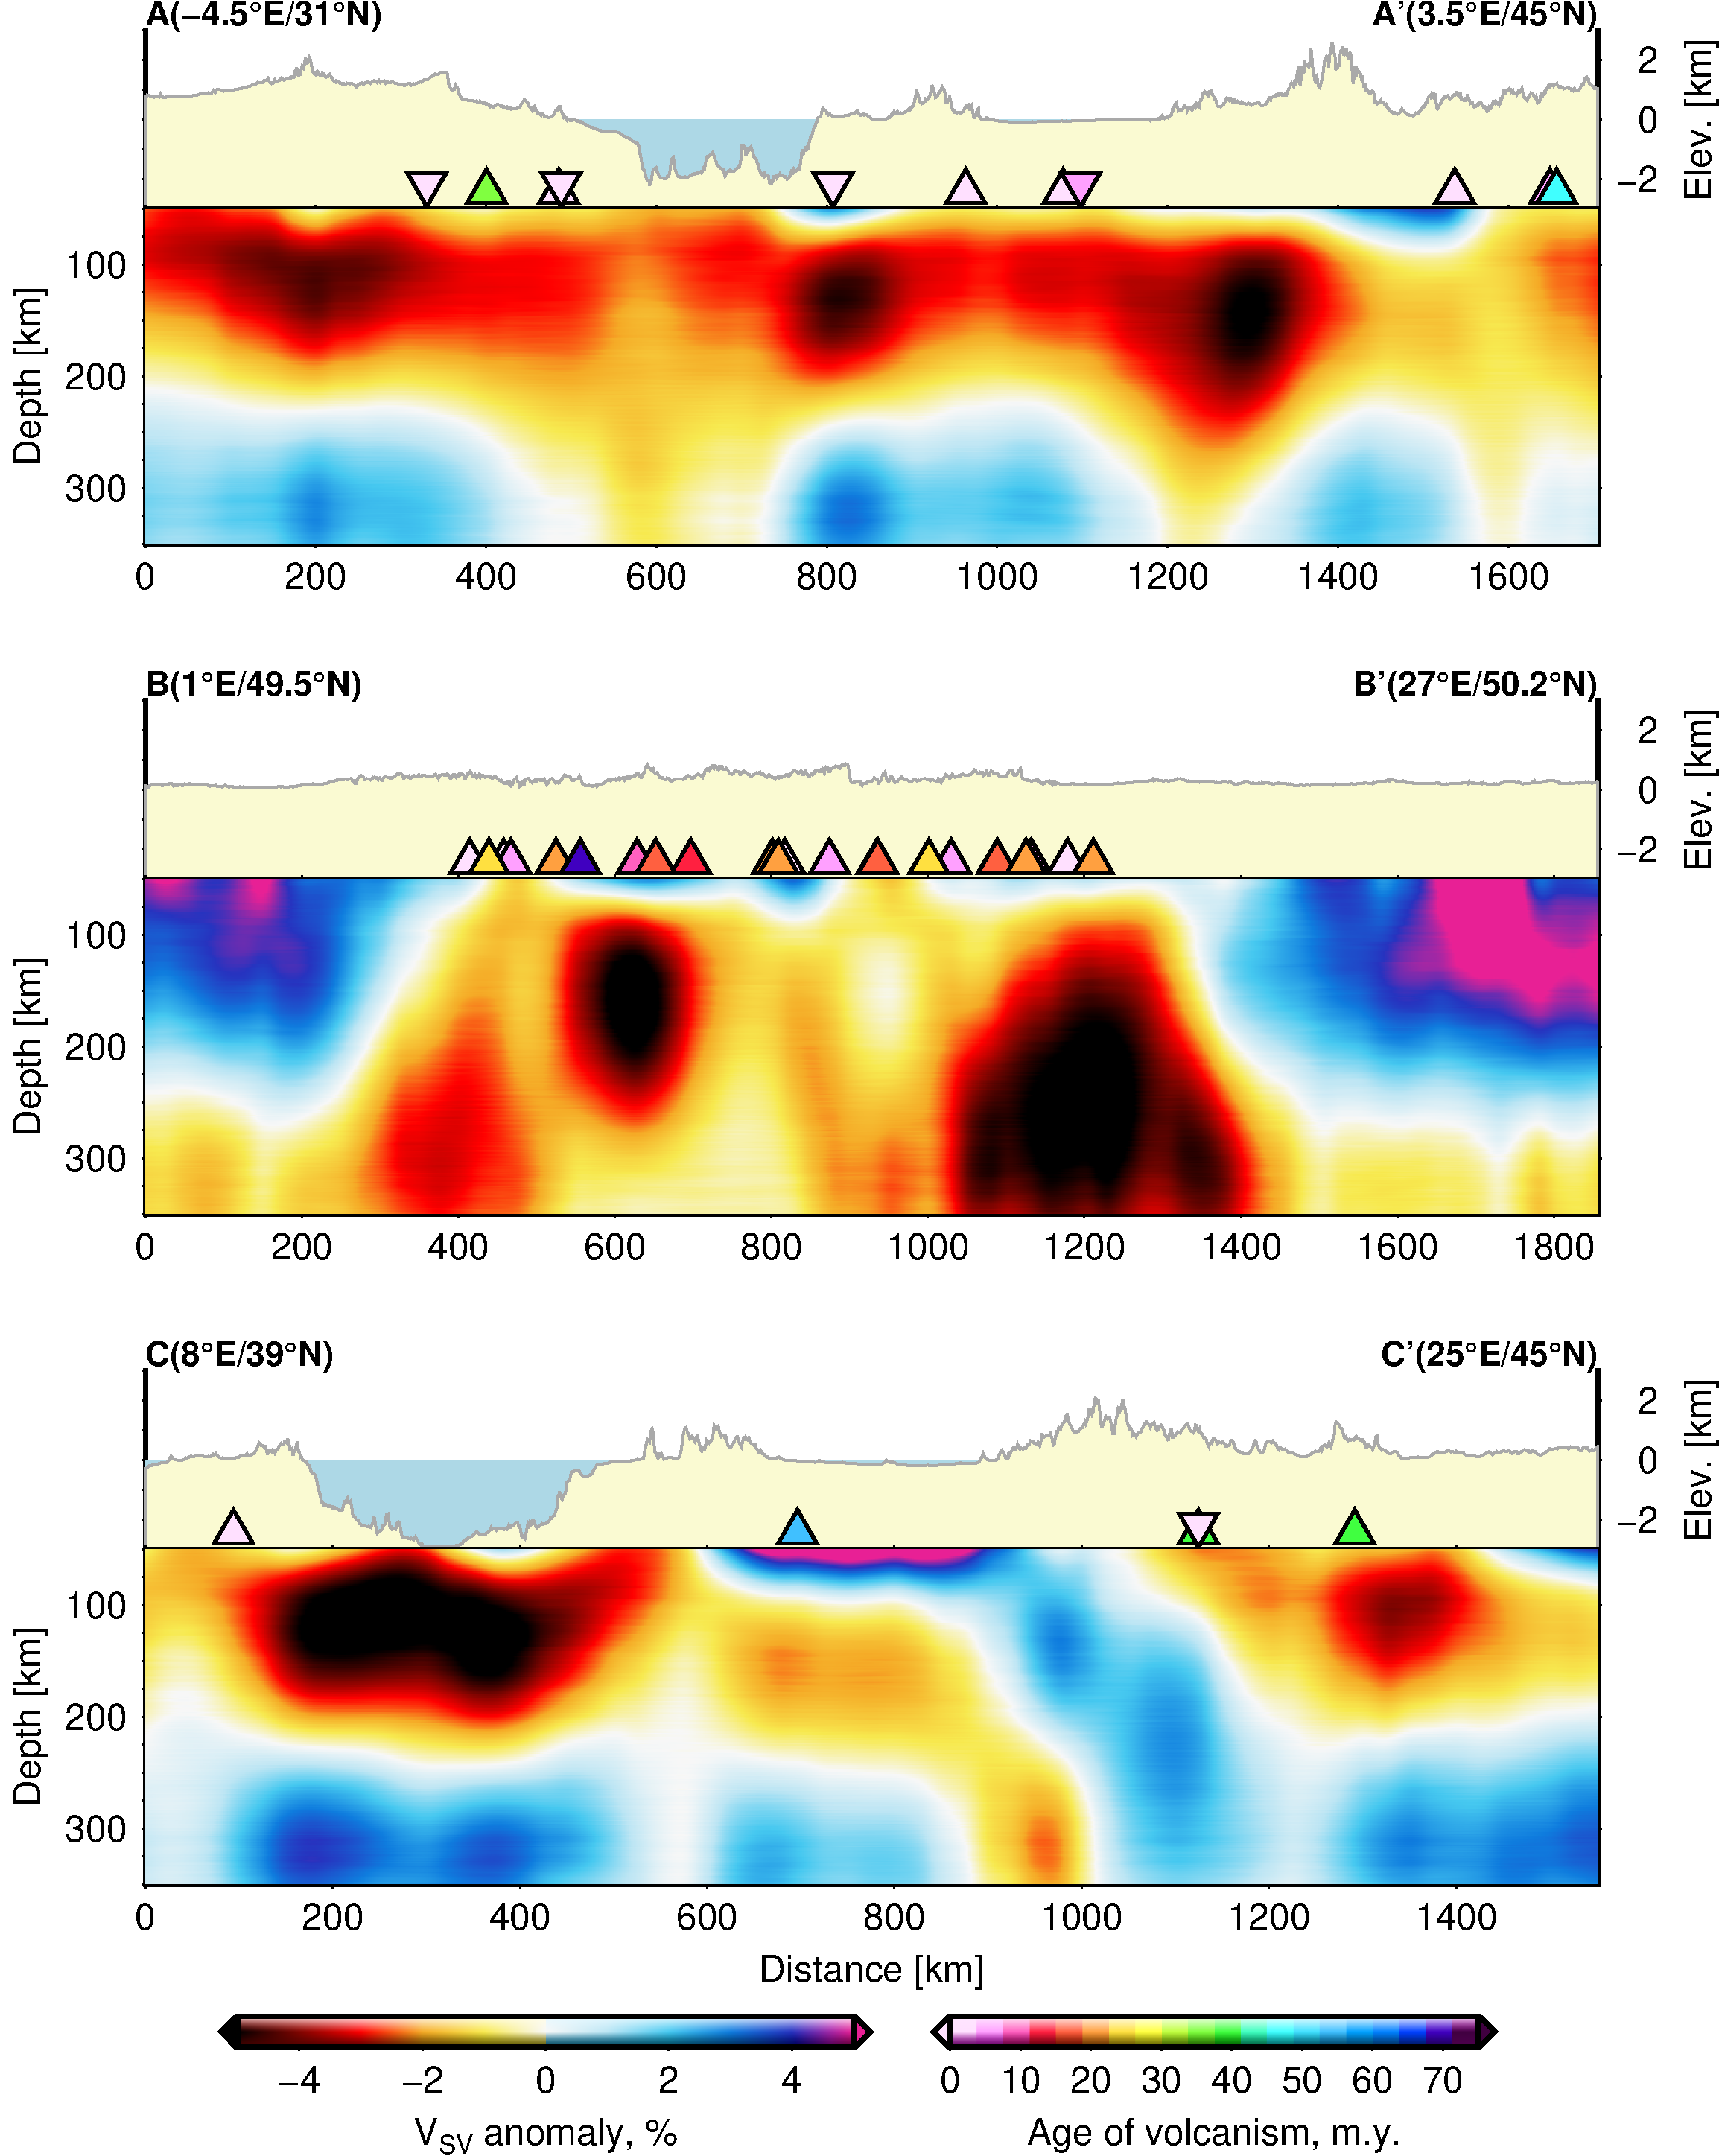 A(−4.5°E/31°N) A’(3.5°E/45°N)
2
0
−2
Elev. [km]
100
200
300
Depth [km]
0 200 400 600 800 1000 1200 1400 1600
B(1°E/49.5°N) B’(27°E/50.2°N)
2
0
−2
Elev. [km]
100
200
300
Depth [km]
0 200 400 600 800 1000 1200 1400 1600 1800
C(8°E/39°N) C’(25°E/45°N)
2
0
−2
Elev. [km]
100
200
300
Depth [km]
0 200 400 600 800 1000 1200 1400
Distance [km]
−4 −2 0 2 4
0 10 20 30 40 50 60 70
V_SV anomaly, %
Age of volcanism, m.y.